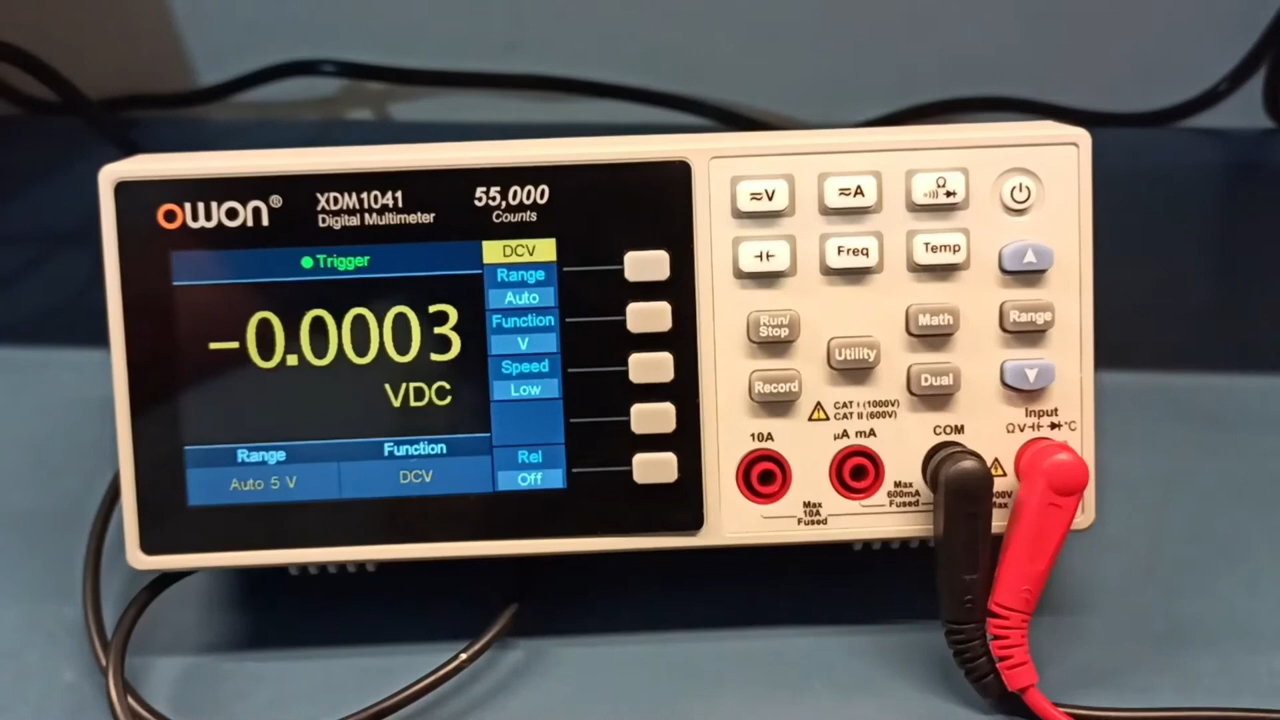 owon®
XDM1041
Digital Multimeter
55,000
Counts
Trigger
-0.0003
VDC
DCV
Range
Auto
Function
V
Speed
Low
Rel
Off
Range
Function
Auto 5 V
DCV
≂V
≂A
Ω
Freq
Temp
Run/
Stop
Math
Range
Utility
Record
Dual
CAT I (1000V)
CAT II (600V)
10A
µA mA
COM
Input
ΩV °C
Max
10A
Fused
Max
600mA
Fused
Max